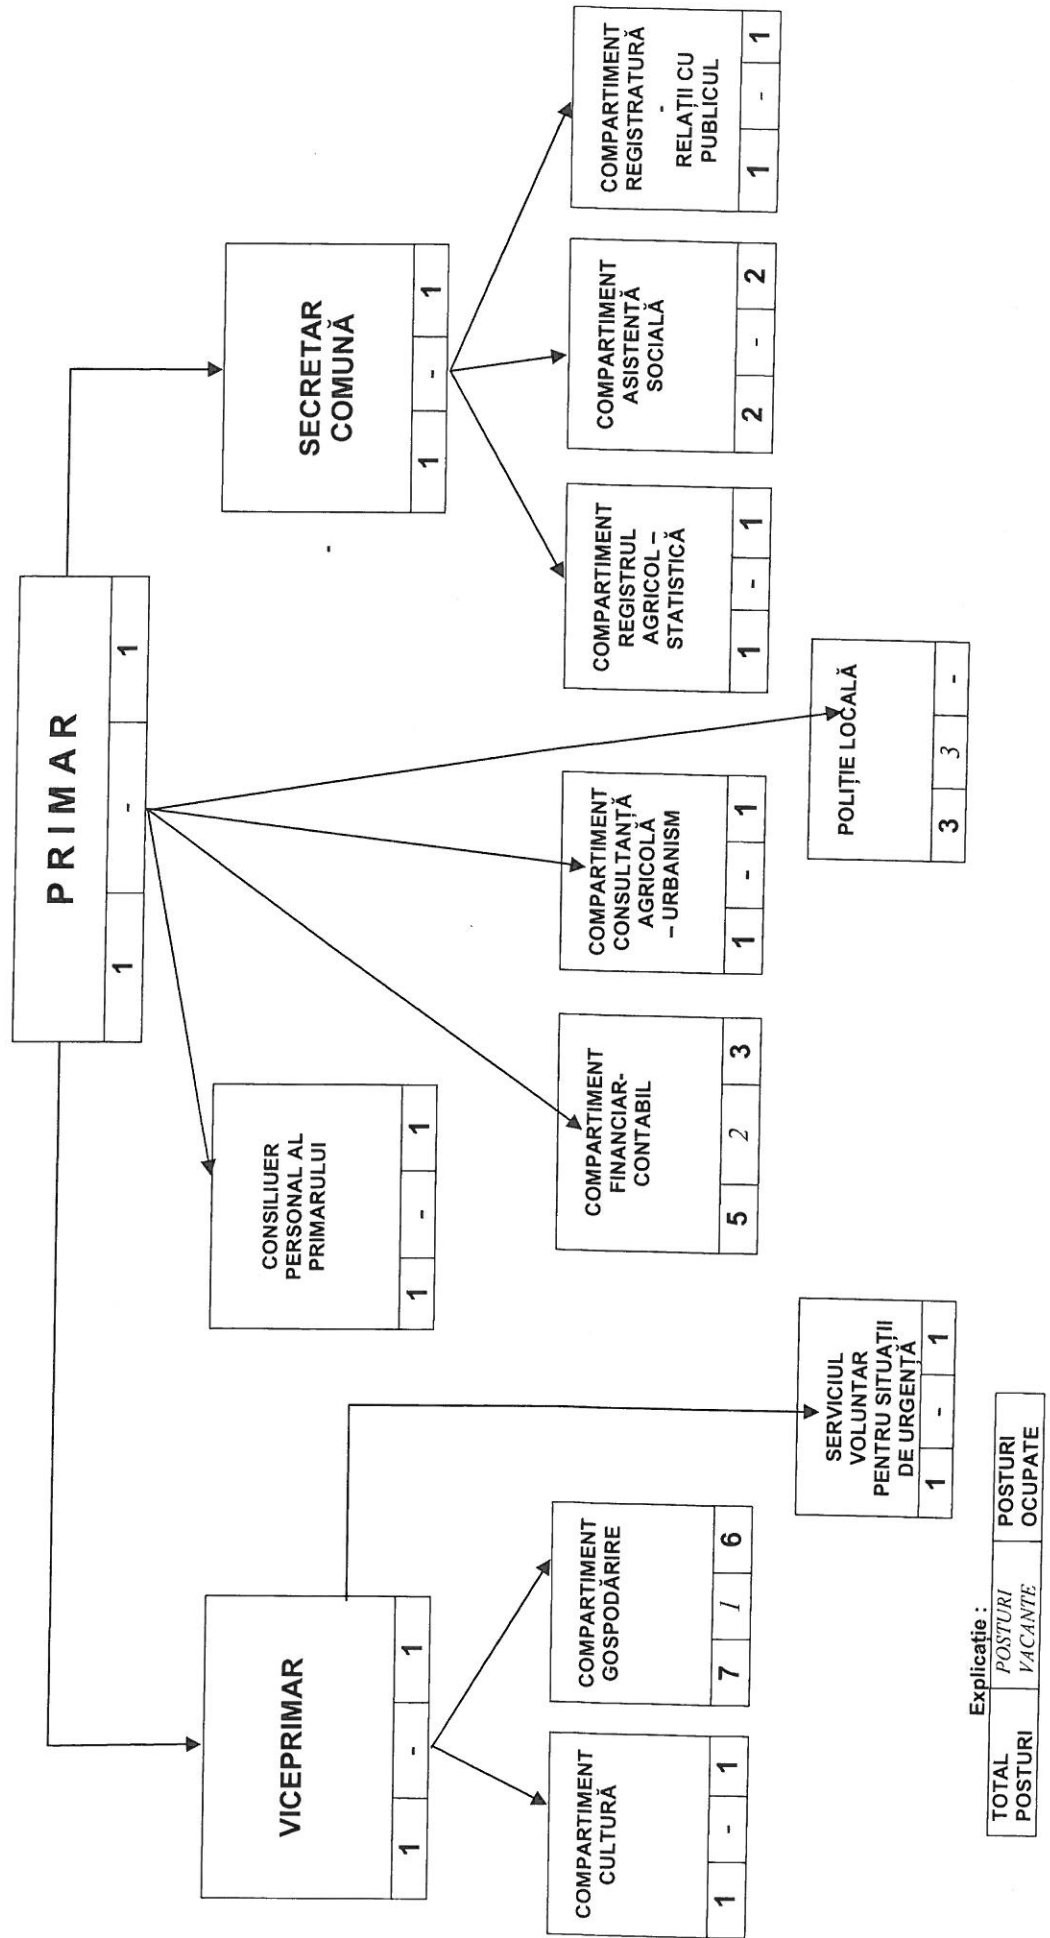 PRIMAR
1 - 1
VICEPRIMAR
1 - 1
CONSILIUER
PERSONAL AL
PRIMARULUI
1 - 1
SECRETAR
COMUNĂ
1 - 1
COMPARTIMENT
CULTURĂ
1 - 1
COMPARTIMENT
GOSPODĂRIRE
7 1 6
COMPARTIMENT
FINANCIAR-
CONTABIL
5 2 3
COMPARTIMENT
CONSULTANȚĂ
AGRICOLĂ
– URBANISM
1 - 1
COMPARTIMENT
REGISTRUL
AGRICOL –
STATISTICĂ
1 - 1
COMPARTIMENT
ASISTENȚĂ
SOCIALĂ
2 - 2
COMPARTIMENT
REGISTRATURĂ
-
RELAȚII CU
PUBLICUL
1 - 1
SERVICIUL
VOLUNTAR
PENTRU SITUAȚII
DE URGENȚĂ
1 - 1
POLIȚIE LOCALĂ
3 3 -
Explicație :
TOTAL
POSTURI
POSTURI
VACANTE
POSTURI
OCUPATE